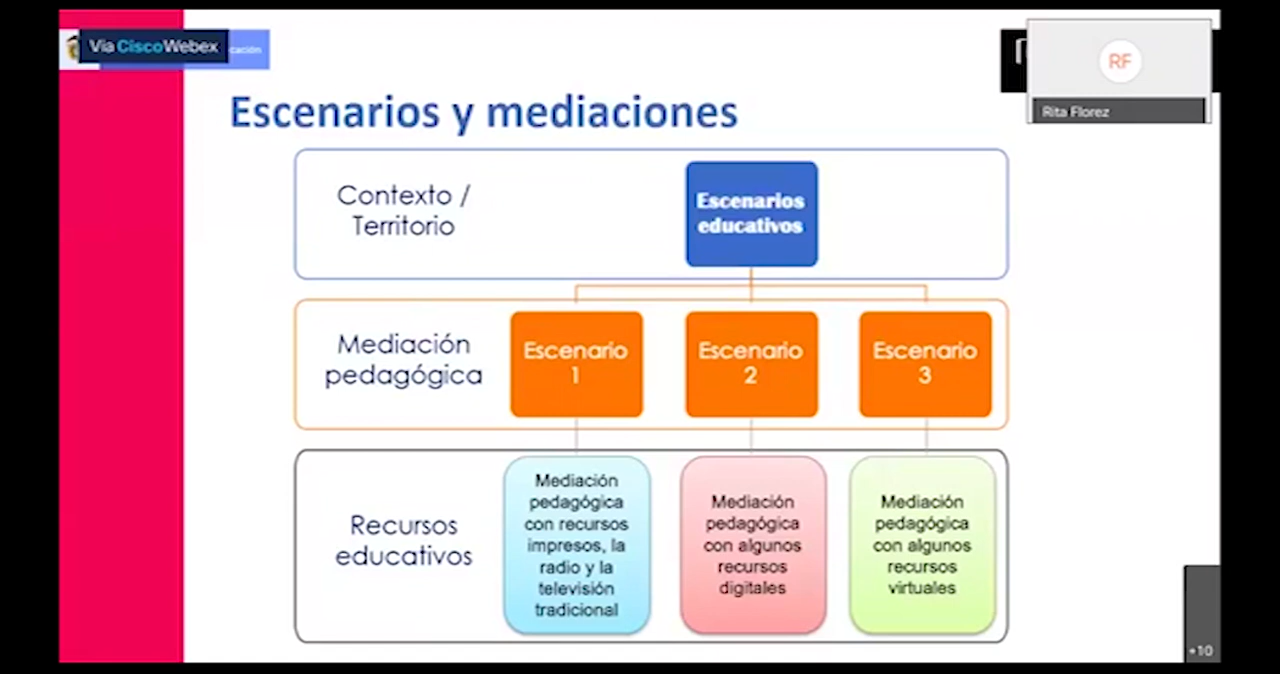 Vía CiscoWebex
cación
RF
Rita Florez
Escenarios y mediaciones
Contexto /
Territorio
Escenarios
educativos
Mediación
pedagógica
Escenario
1
Escenario
2
Escenario
3
Recursos
educativos
Mediación
pedagógica
con recursos
impresos, la
radio y la
televisión
tradicional
Mediación
pedagógica
con algunos
recursos
digitales
Mediación
pedagógica
con algunos
recursos
virtuales
+10